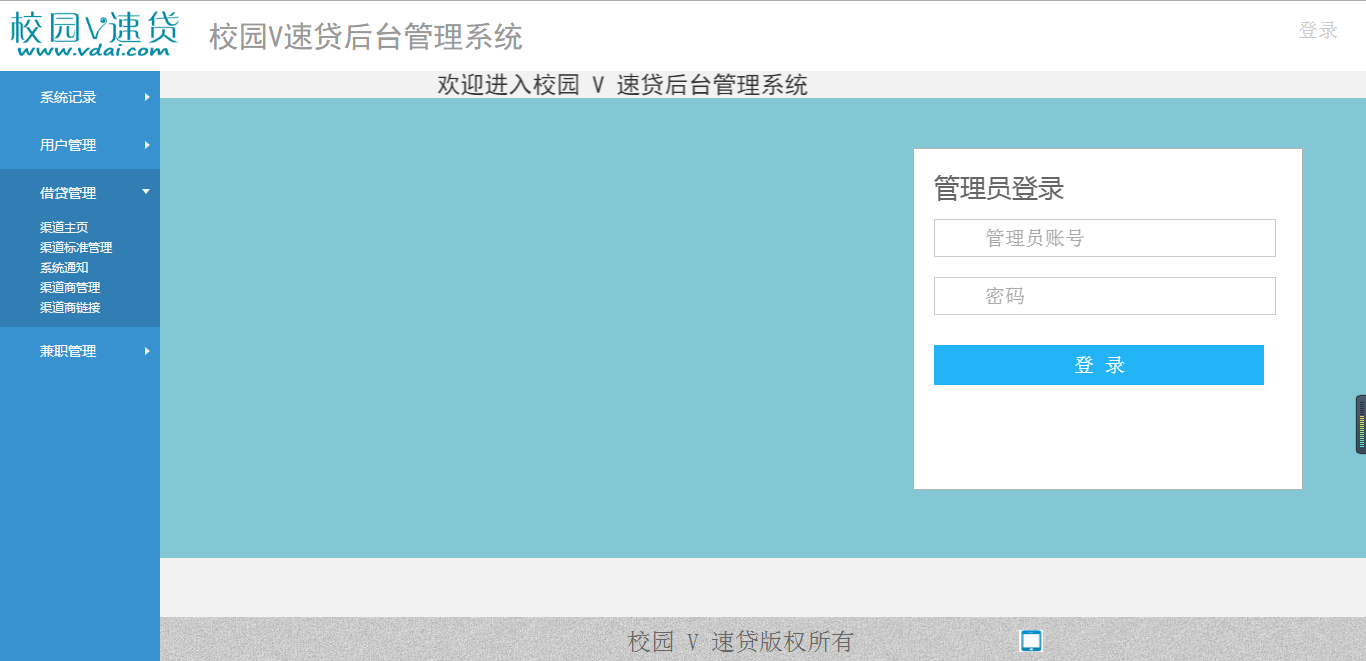 校园V速贷
www.vdai.com
校园V速贷后台管理系统
登录
系统记录
用户管理
借贷管理
渠道主页
渠道标准管理
系统通知
渠道商管理
渠道商链接
兼职管理
欢迎进入校园 V 速贷后台管理系统
管理员登录
管理员账号
密码
登 录
校园 V 速贷版权所有